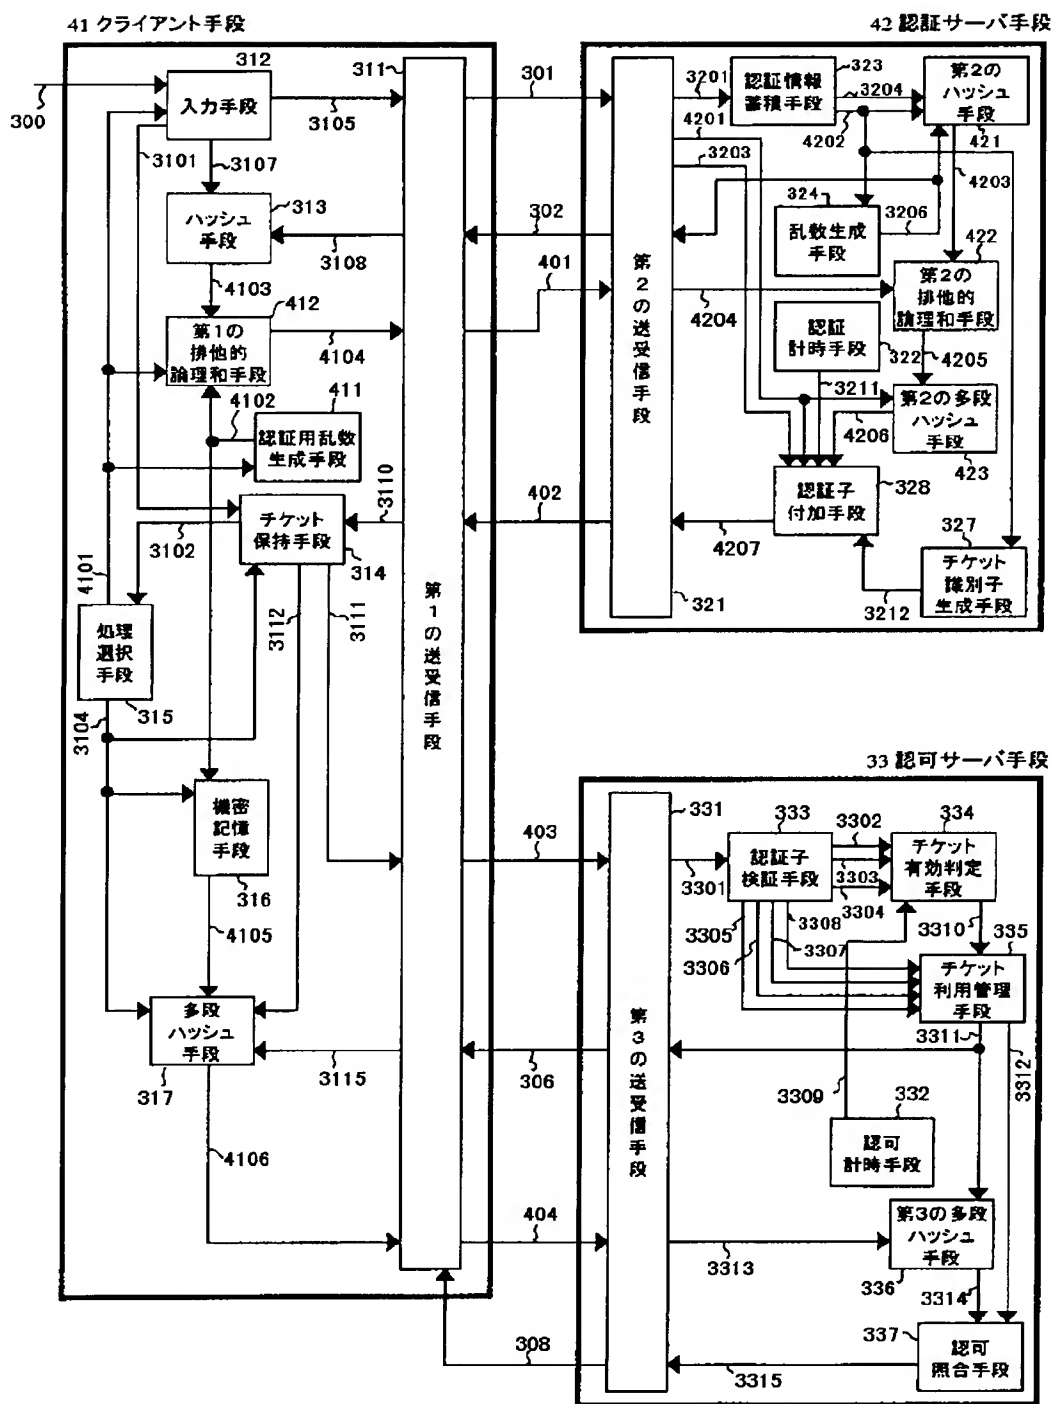 41 クライアント手段
312
入力手段
300
3101
3105
3107
ハッシュ
手段
313
3108
4103
412
第1の
排他的
論理和手段
4104
4102
411
認証用乱数
生成手段
3110
チケット
保持手段
314
3102
4101
3112
3111
処理
選択
手段
315
3104
機密
記憶
手段
316
4105
多段
ハッシュ
手段
317
3115
4106
311
第1の送受信手段
301
302
401
402
403
306
404
308
42 認証サーバ手段
3201
4201
3203
認証情報
蓄積手段
323
3204
4202
第2の
ハッシュ
手段
421
4203
324
乱数生成
手段
3206
422
第2の
排他的
論理和手段
4204
認証
計時手段
322
4205
3211
第2の多段
ハッシュ
手段
423
4206
認証子
付加手段
328
4207
327
チケット
識別子
生成手段
3212
第2の送受信手段
321
33 認可サーバ手段
331
第3の送受信手段
3301
333
認証子
検証手段
3302
3303
3304
334
チケット
有効判定
手段
3305
3306
3307
3308
3310
335
チケット
利用管理
手段
3311
3312
3309
332
認可
計時手段
第3の多段
ハッシュ
手段
336
3313
3314
337
認可
照合手段
3315